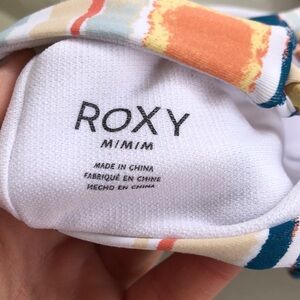 ROXY
M/M/M
MADE IN CHINA
FABRIQUÉ EN CHINE
HECHO EN CHINA